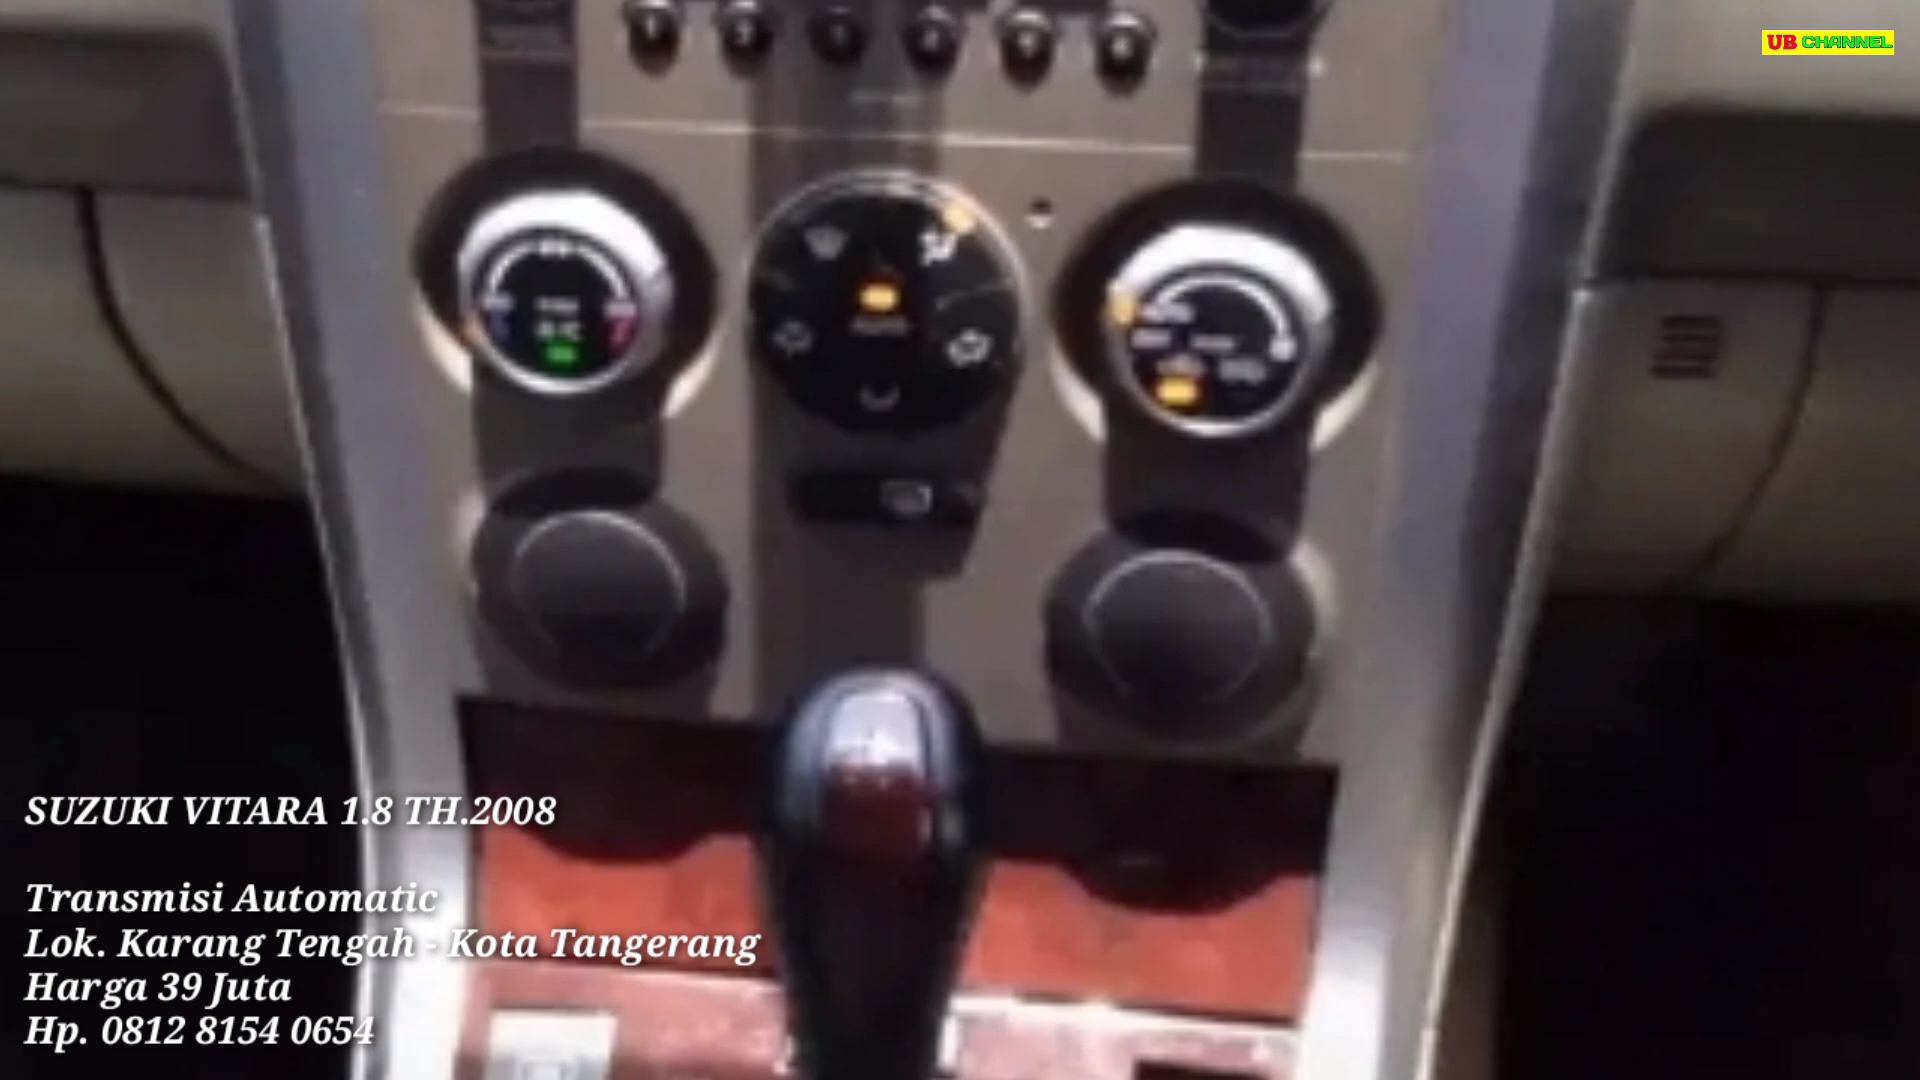 UB CHANNEL
AUTO
SUZUKI VITARA 1.8 TH.2008
Transmisi Automatic
Lok. Karang Tengah - Kota Tangerang
Harga 39 Juta
Hp. 0812 8154 0654